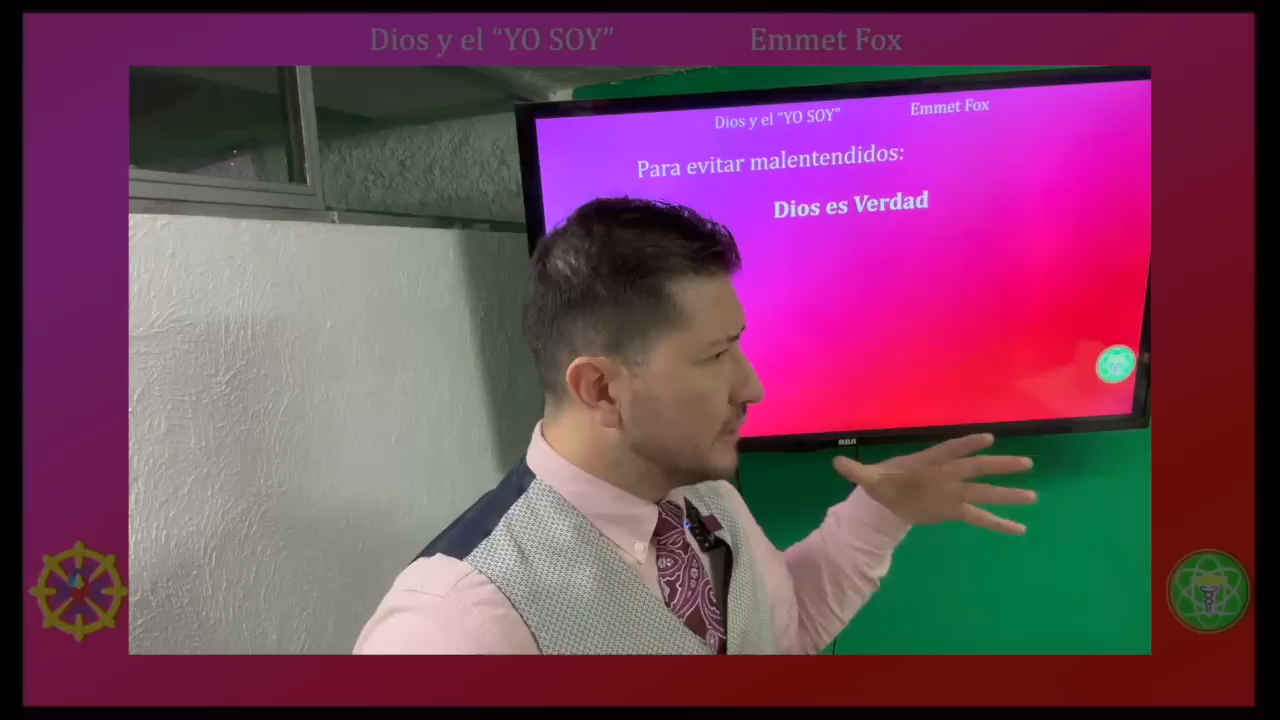 Dios y el “YO SOY” Emmet Fox
Dios y el “YO SOY” Emmet Fox
Para evitar malentendidos:
Dios es Verdad
RCA